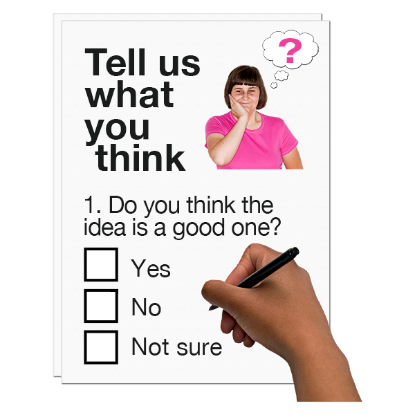 Tell us
what
you
think
?
1. Do you think the
idea is a good one?
Yes
No
Not sure